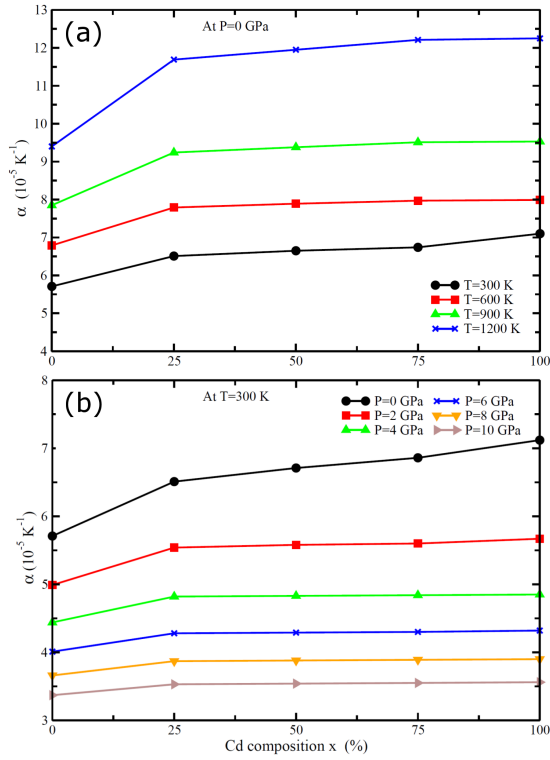 (a)
At P=0 GPa
13
12
11
10
9
8
7
6
5
4
α (10⁻⁵ K⁻¹)
T=300 K
T=600 K
T=900 K
T=1200 K
0 25 50 75 100
(b)
At T=300 K
P=0 GPa P=6 GPa
P=2 GPa P=8 GPa
P=4 GPa P=10 GPa
8
7
6
5
4
3
α (10⁻⁵ K⁻¹)
0 25 50 75 100
Cd composition x (%)